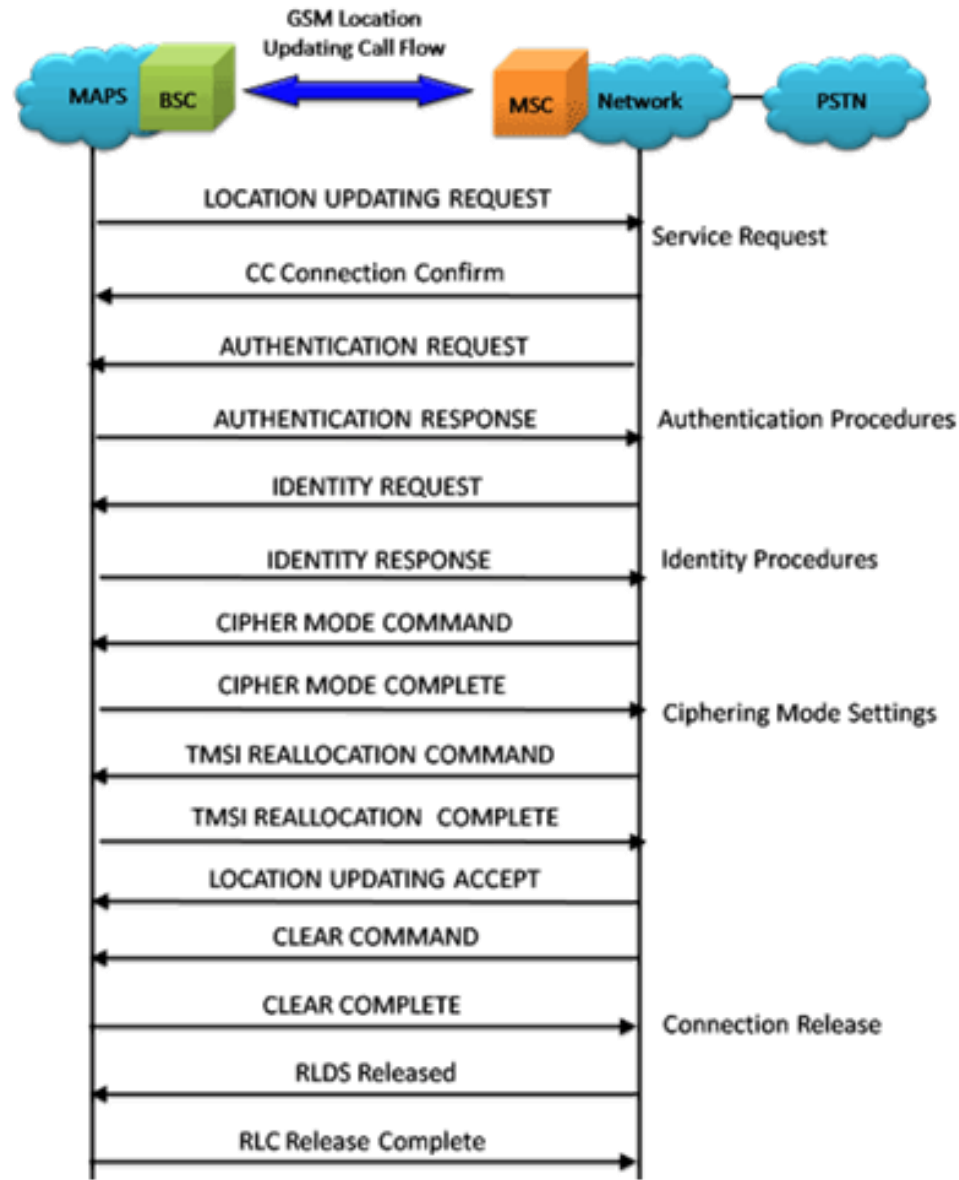 GSM Location
Updating Call Flow
MAPS
BSC
MSC
Network
PSTN
LOCATION UPDATING REQUEST
Service Request
CC Connection Confirm
AUTHENTICATION REQUEST
AUTHENTICATION RESPONSE
Authentication Procedures
IDENTITY REQUEST
IDENTITY RESPONSE
Identity Procedures
CIPHER MODE COMMAND
CIPHER MODE COMPLETE
Ciphering Mode Settings
TMSI REALLOCATION COMMAND
TMSI REALLOCATION COMPLETE
LOCATION UPDATING ACCEPT
CLEAR COMMAND
CLEAR COMPLETE
Connection Release
RLDS Released
RLC Release Complete